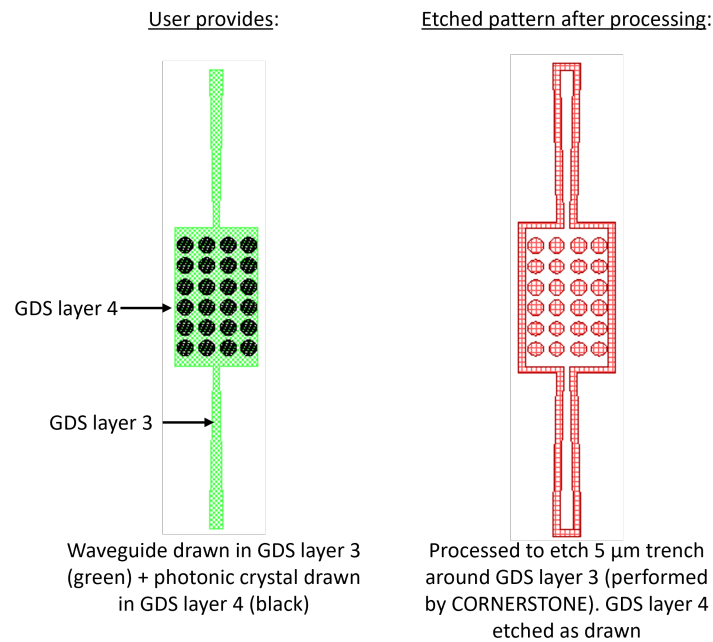 User provides:
Etched pattern after processing:
GDS layer 4
GDS layer 3
Waveguide drawn in GDS layer 3
(green) + photonic crystal drawn
in GDS layer 4 (black)
Processed to etch 5 µm trench
around GDS layer 3 (performed
by CORNERSTONE). GDS layer 4
etched as drawn